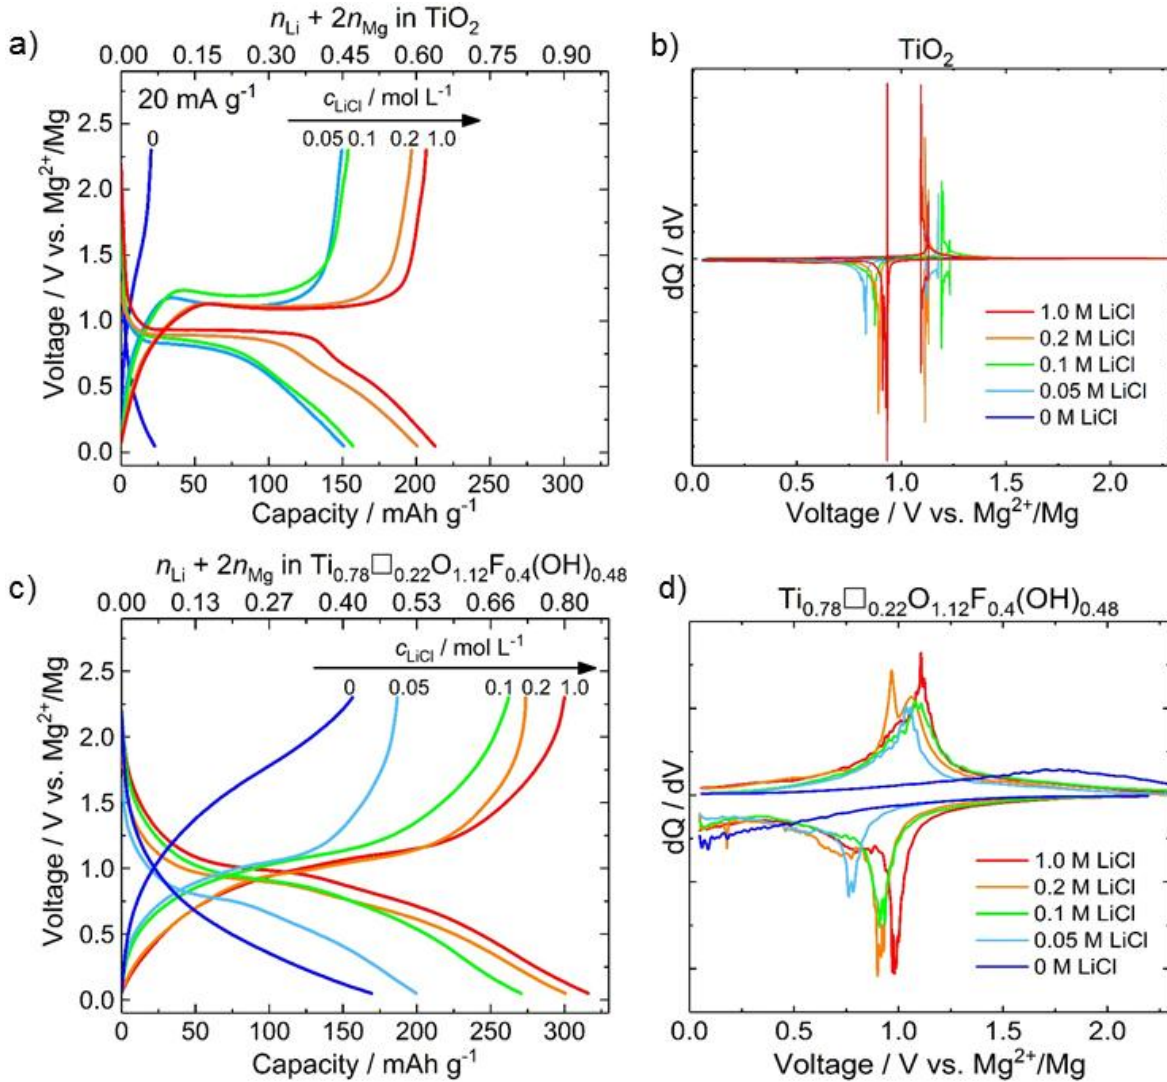 a)
n_Li + 2n_Mg in TiO₂
0.00 0.15 0.30 0.45 0.60 0.75 0.90
20 mA g⁻¹
c_LiCl / mol L⁻¹
0 0.05 0.1 0.2 1.0
Voltage / V vs. Mg²⁺/Mg
2.5
2.0
1.5
1.0
0.5
0.0
0 50 100 150 200 250 300
Capacity / mAh g⁻¹
b)
TiO₂
dQ / dV
1.0 M LiCl
0.2 M LiCl
0.1 M LiCl
0.05 M LiCl
0 M LiCl
0.0 0.5 1.0 1.5 2.0
Voltage / V vs. Mg²⁺/Mg
c)
n_Li + 2n_Mg in Ti₀.₇₈□₀.₂₂O₁.₁₂F₀.₄(OH)₀.₄₈
0.00 0.13 0.27 0.40 0.53 0.66 0.80
c_LiCl / mol L⁻¹
0 0.05 0.1 0.2 1.0
Voltage / V vs. Mg²⁺/Mg
2.5
2.0
1.5
1.0
0.5
0.0
0 50 100 150 200 250 300
Capacity / mAh g⁻¹
d)
Ti₀.₇₈□₀.₂₂O₁.₁₂F₀.₄(OH)₀.₄₈
dQ / dV
1.0 M LiCl
0.2 M LiCl
0.1 M LiCl
0.05 M LiCl
0 M LiCl
0.0 0.5 1.0 1.5 2.0
Voltage / V vs. Mg²⁺/Mg